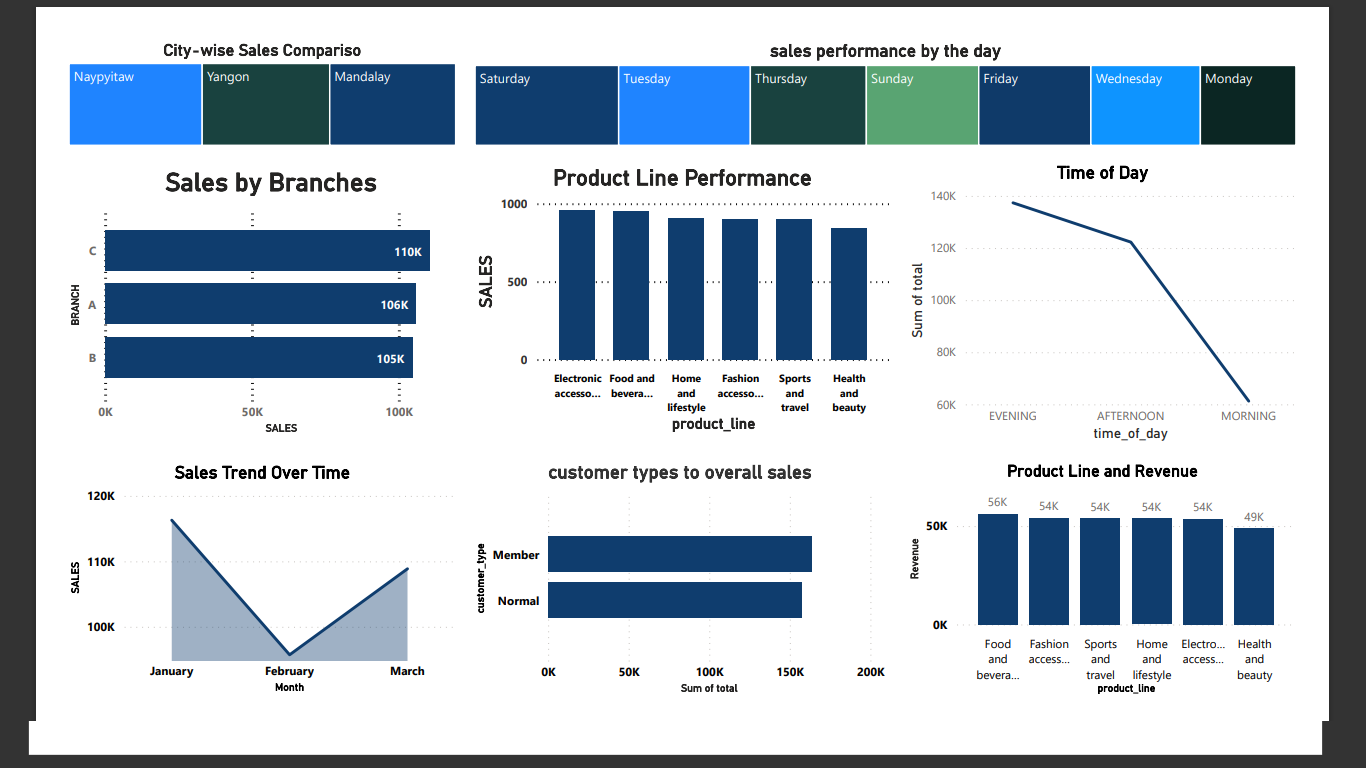 City-wise Sales Compariso
Naypyitaw
Yangon
Mandalay
sales performance by the day
Saturday
Tuesday
Thursday
Sunday
Friday
Wednesday
Monday
Sales by Branches
BRANCH
C
110K
A
106K
B
105K
0K
50K
100K
SALES
Product Line Performance
SALES
1000
500
0
Electronic accesso...
Food and bevera...
Home and lifestyle
Fashion accesso...
Sports and travel
Health and beauty
product_line
Time of Day
Sum of total
140K
120K
100K
80K
60K
EVENING
AFTERNOON
MORNING
time_of_day
Sales Trend Over Time
SALES
120K
110K
100K
January
February
March
Month
customer types to overall sales
customer_type
Member
Normal
0K
50K
100K
150K
200K
Sum of total
Product Line and Revenue
Revenue
50K
0K
56K
54K
54K
54K
54K
49K
Food and bevera...
Fashion access...
Sports and travel
Home and lifestyle
Electro... access...
Health and beauty
product_line